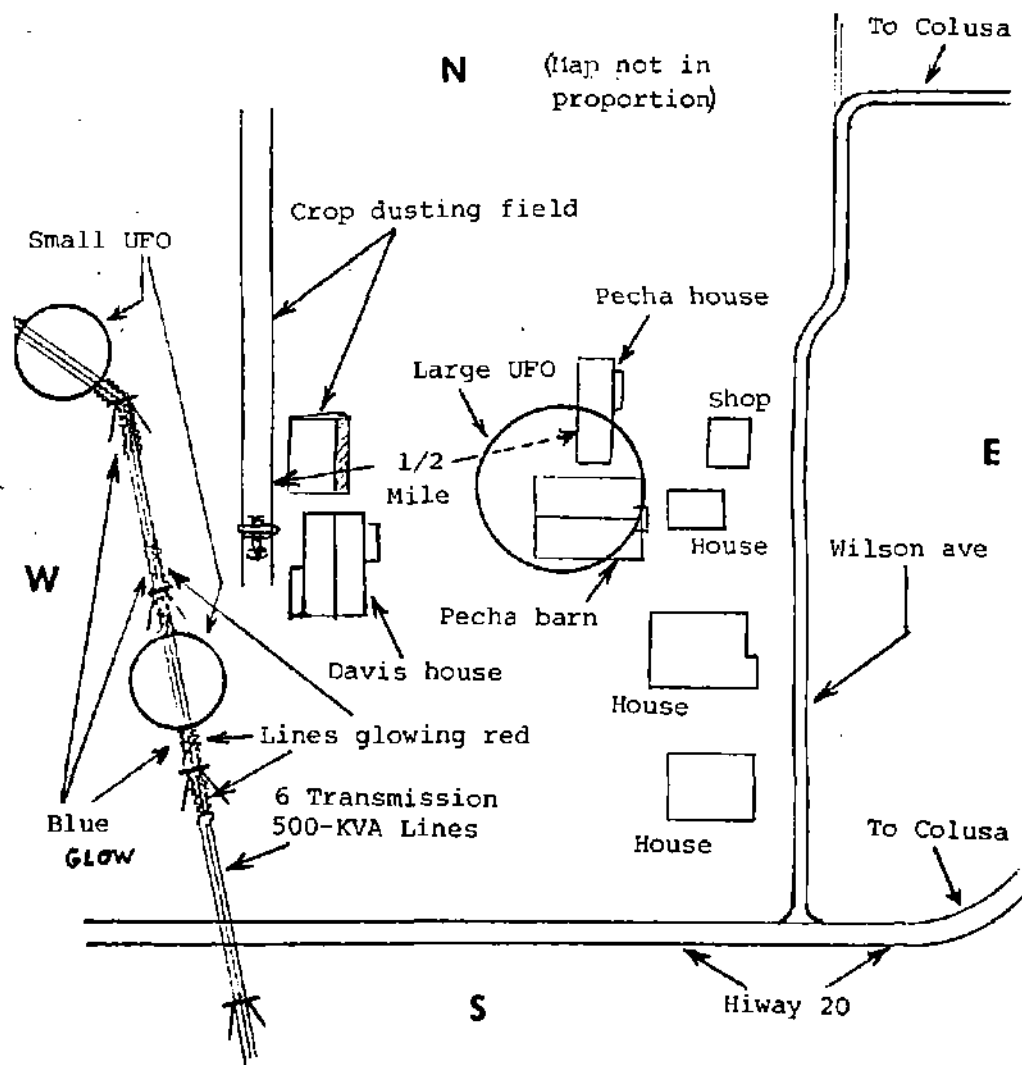 To Colusa
N
(Map not in
proportion)
Crop dusting field
Small UFO
Pecha house
Large UFO
Shop
E
1/2
Mile
House
Wilson ave
W
Pecha barn
Davis house
House
Lines glowing red
6 Transmission
500-KVA Lines
Blue
GLOW
House
To Colusa
Hiway 20
S